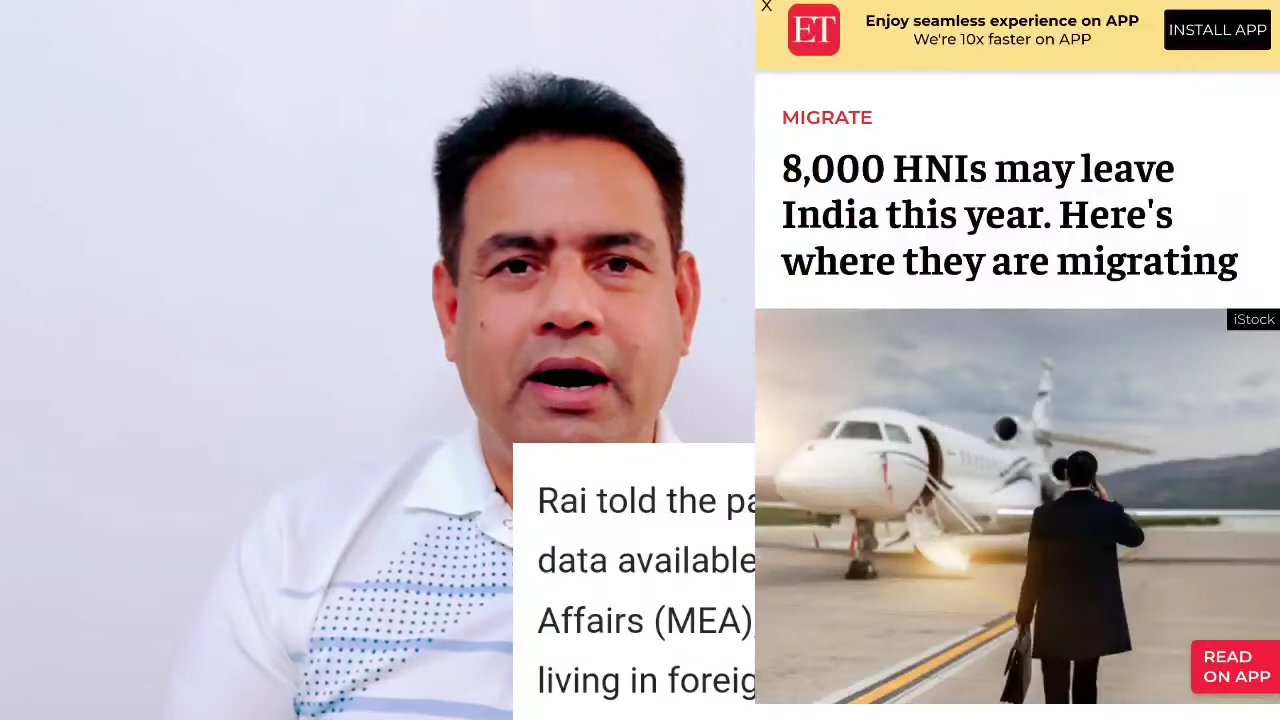 X
ET
Enjoy seamless experience on APP
We're 10x faster on APP
INSTALL APP
MIGRATE
8,000 HNIs may leave
India this year. Here's
where they are migrating
iStock
READ
ON APP
Rai told the
data available
Affairs (MEA)
living in